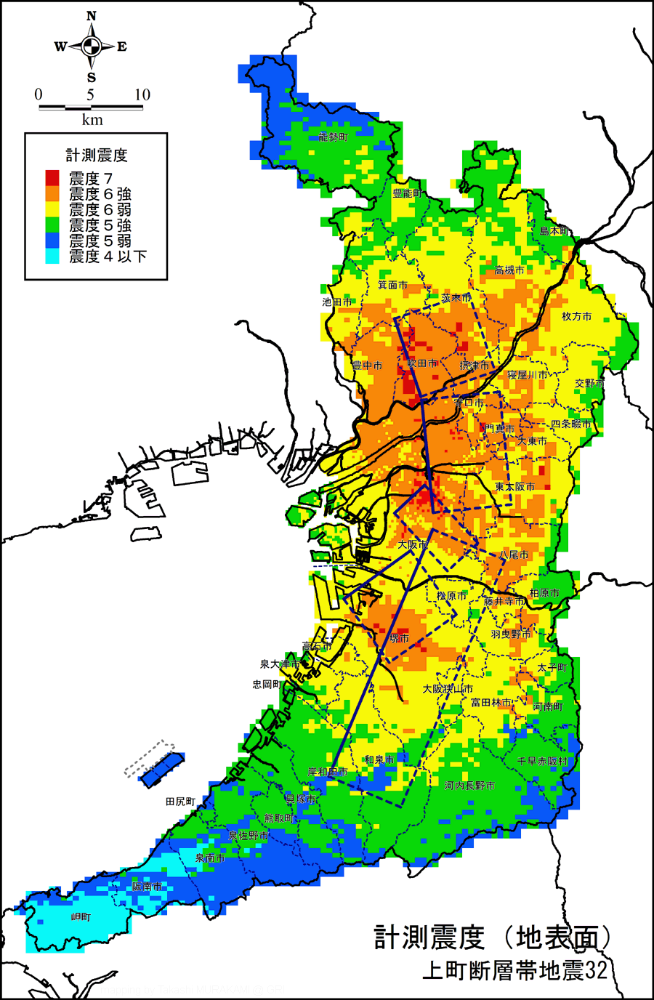 N
W E
S
0 5 10
km
計測震度
震度７
震度６強
震度６弱
震度５強
震度５弱
震度４以下
能勢町
豊能町
島本町
高槻市
箕面市
茨木市
池田市
枚方市
豊中市
吹田市
摂津市
寝屋川市
交野市
守口市
門真市
四条畷市
大東市
東大阪市
大阪市
八尾市
松原市
藤井寺市
柏原市
羽曳野市
堺市
高石市
泉大津市
太子町
忠岡町
大阪狭山市
富田林市
河南町
和泉市
千早赤阪村
岸和田市
河内長野市
田尻町
貝塚市
熊取町
泉佐野市
泉南市
阪南市
岬町
計測震度（地表面）
上町断層帯地震32